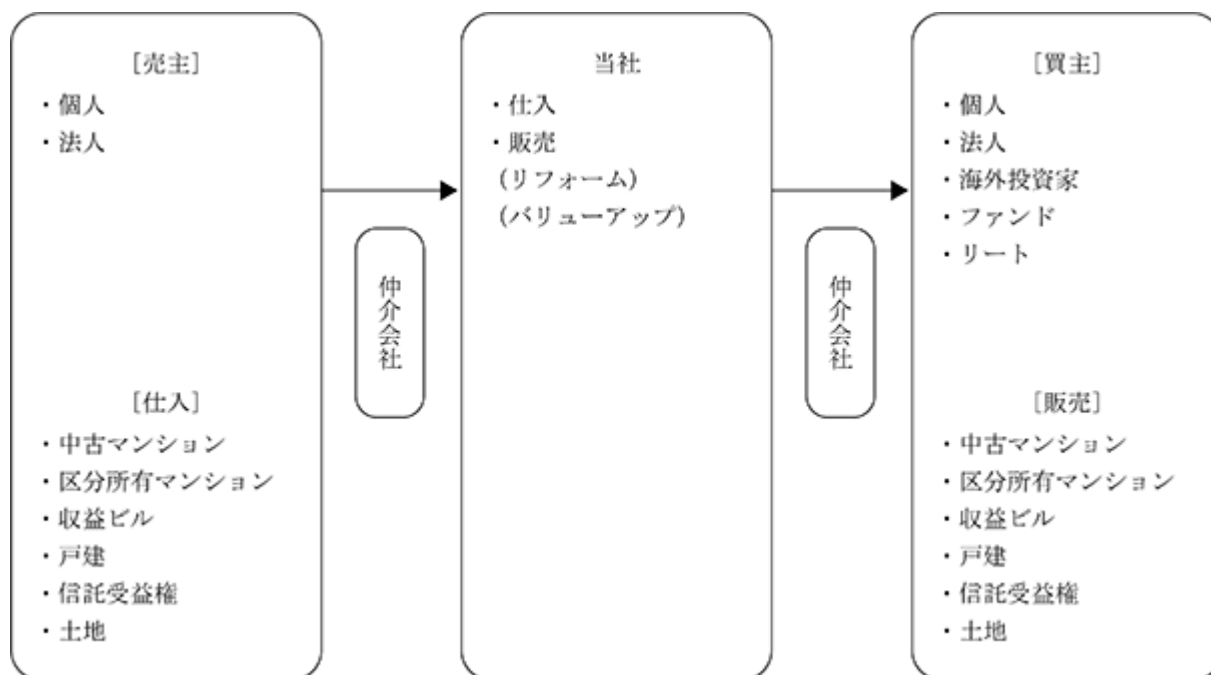 [売主]
・個人
・法人
[仕入]
・中古マンション
・区分所有マンション
・収益ビル
・戸建
・信託受益権
・土地
仲介会社
当社
・仕入
・販売
(リフォーム)
(バリューアップ)
仲介会社
[買主]
・個人
・法人
・海外投資家
・ファンド
・リート
[販売]
・中古マンション
・区分所有マンション
・収益ビル
・戸建
・信託受益権
・土地